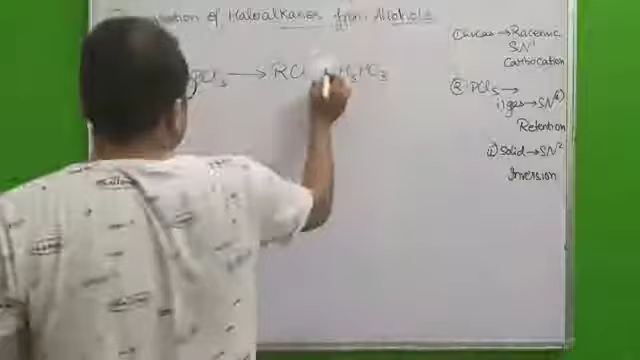 of Haloalkanes from Alcohols
PCl₃ → RCl + H₃PO₃
① Lucas → Racemic
SN¹
Carbocation
② PCl₅ →
i) gas → SN
Retention
ii) Solid → SN²
Inversion